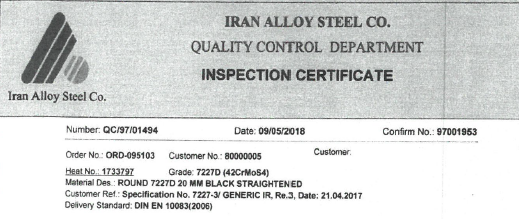 IRAN ALLOY STEEL CO.
QUALITY CONTROL DEPARTMENT
INSPECTION CERTIFICATE
Iran Alloy Steel Co.
Number: QC/97/01494 Date: 09/05/2018 Confirm No.: 97001953
Order No.: ORD-095103 Customer No.: 80000005 Customer:
Heat No.: 1733797 Grade: 7227D (42CrMoS4)
Material Des.: ROUND 7227D 20 MM BLACK STRAIGHTENED
Customer Ref.: Specification No. 7227-3/ GENERIC IR, Re.3, Date: 21.04.2017
Delivery Standard: DIN EN 10083(2006)